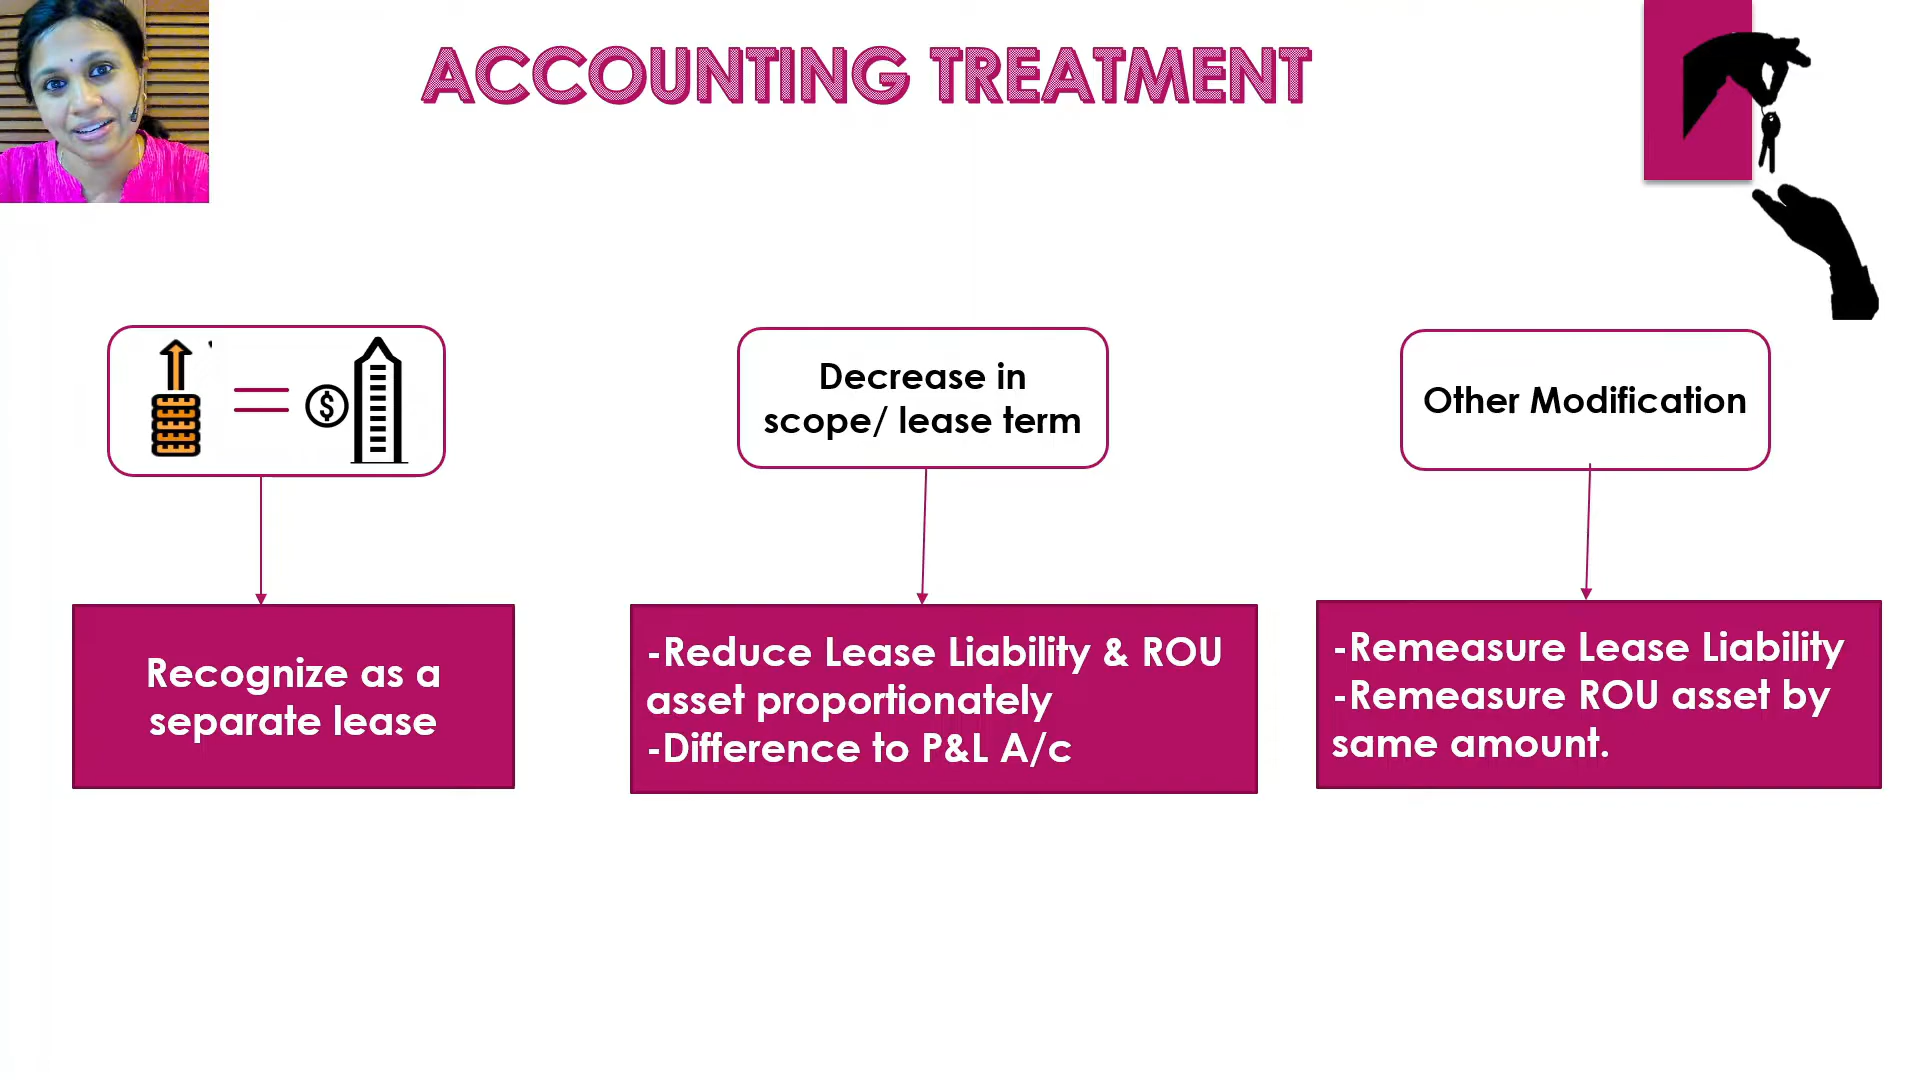 ACCOUNTING TREATMENT
$
Decrease in
scope/ lease term
Other Modification
Recognize as a
separate lease
-Reduce Lease Liability & ROU
asset proportionately
-Difference to P&L A/c
-Remeasure Lease Liability
-Remeasure ROU asset by
same amount.